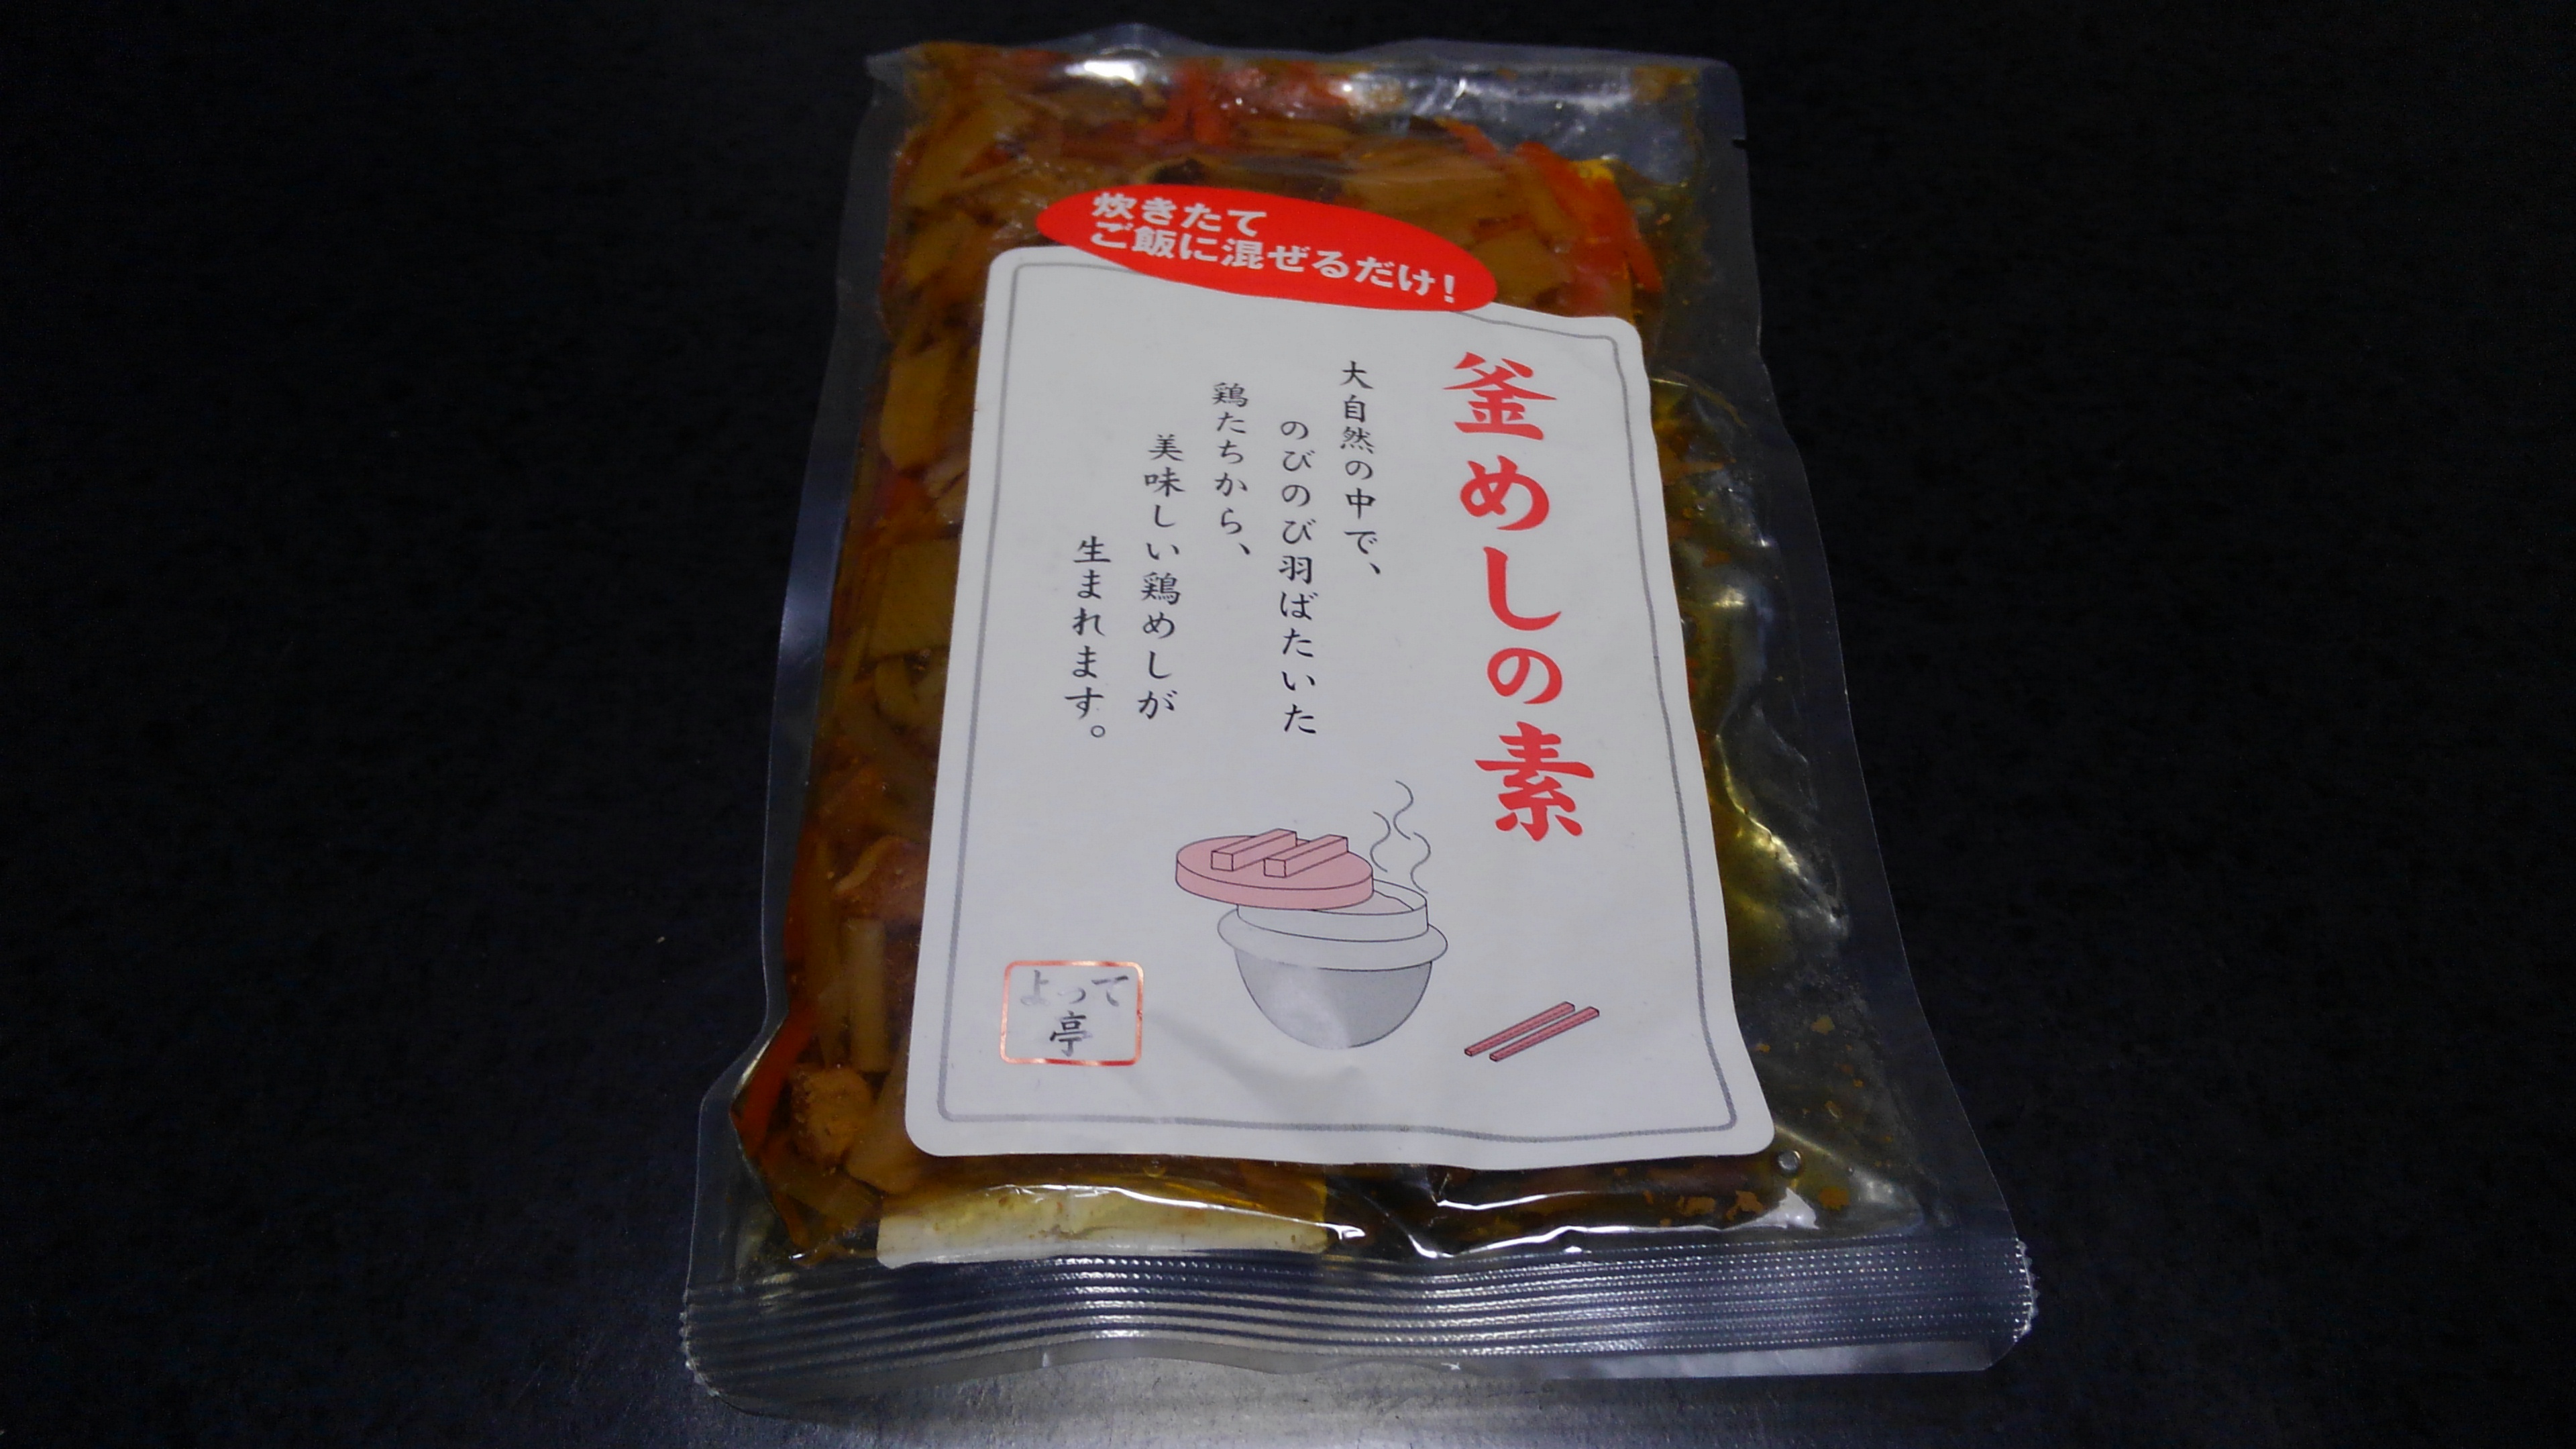 炊きたて
ご飯に混ぜるだけ!
釜めしの素
大自然の中で、
のびのび羽ばたいた
鶏たちから、
美味しい鶏めしが
生まれます。
よって
亭